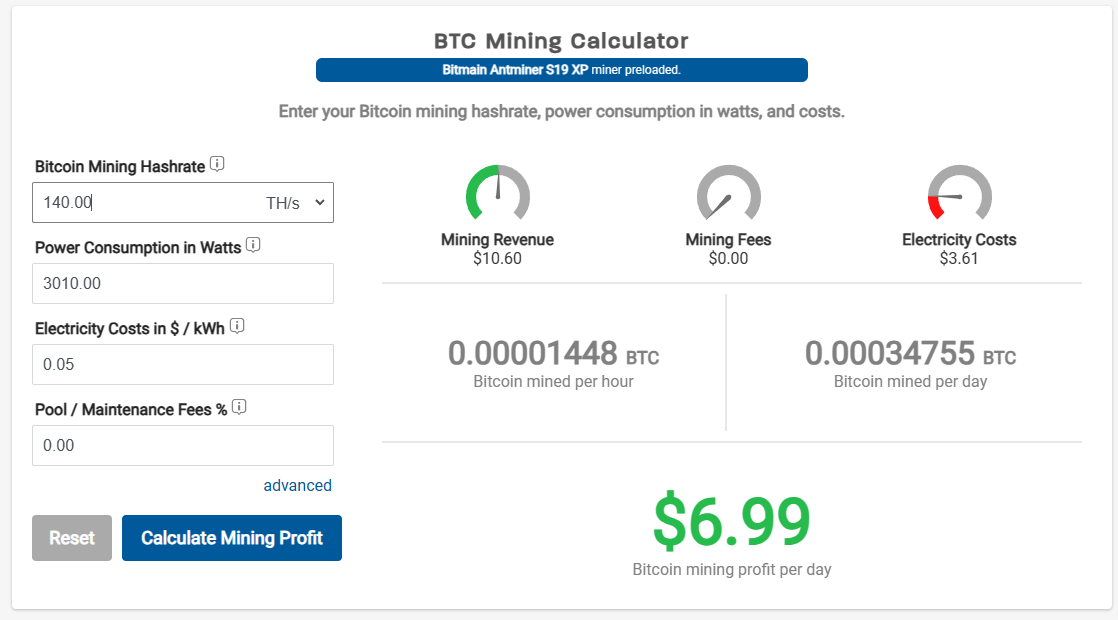 BTC Mining Calculator
Bitmain Antminer S19 XP miner preloaded.
Enter your Bitcoin mining hashrate, power consumption in watts, and costs.
Bitcoin Mining Hashrate
140.00 TH/s
Power Consumption in Watts
3010.00
Electricity Costs in $ / kWh
0.05
Pool / Maintenance Fees %
0.00
advanced
Reset
Calculate Mining Profit
Mining Revenue
$10.60
Mining Fees
$0.00
Electricity Costs
$3.61
0.00001448 BTC
Bitcoin mined per hour
0.00034755 BTC
Bitcoin mined per day
$6.99
Bitcoin mining profit per day